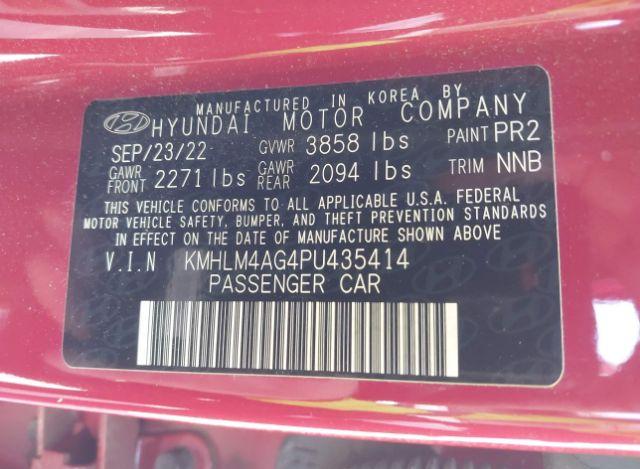 MANUFACTURED IN KOREA BY
HYUNDAI MOTOR COMPANY
SEP/23/22 GVWR 3858 lbs PAINT PR2
GAWR FRONT 2271 lbs GAWR REAR 2094 lbs TRIM NNB
THIS VEHICLE CONFORMS TO ALL APPLICABLE U.S.A. FEDERAL
MOTOR VEHICLE SAFETY, BUMPER, AND THEFT PREVENTION STANDARDS
IN EFFECT ON THE DATE OF MANUFACTURE SHOWN ABOVE
V.I.N KMHLM4AG4PU435414
PASSENGER CAR